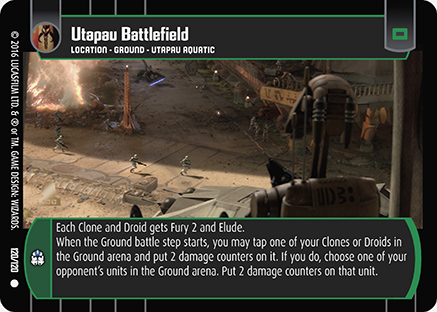 Utapau Battlefield
LOCATION - GROUND - UTAPAU AQUATIC
Each Clone and Droid gets Fury 2 and Elude.
When the Ground battle step starts, you may tap one of your Clones or Droids in
the Ground arena and put 2 damage counters on it. If you do, choose one of your
opponent's units in the Ground arena. Put 2 damage counters on that unit.
© 2016 LUCASFILM LTD. & ® or TM. GAME DESIGN: WIZARDS.